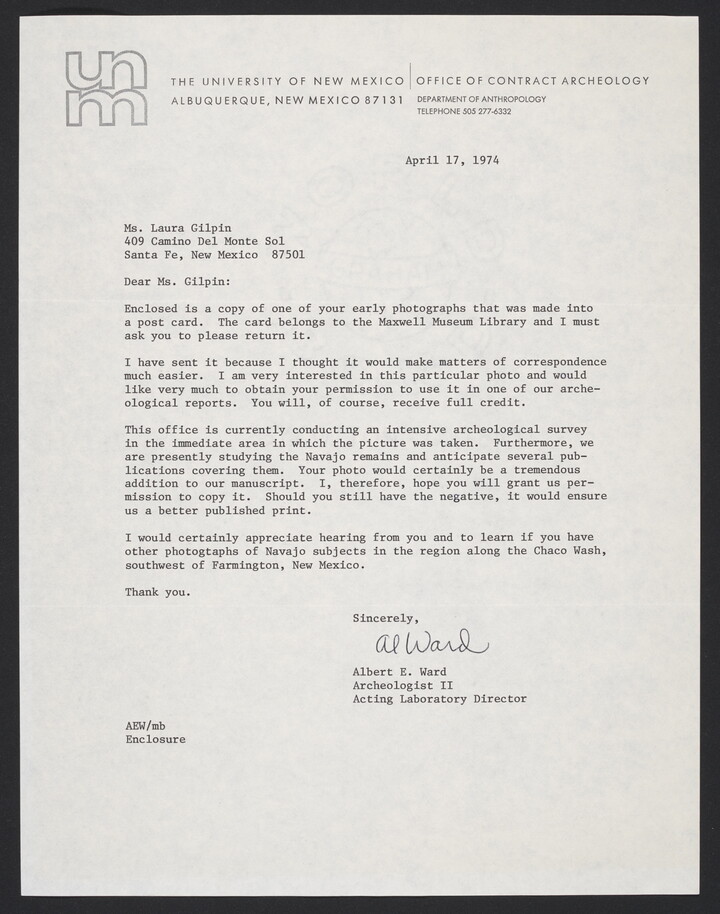 unm
THE UNIVERSITY OF NEW MEXICO | OFFICE OF CONTRACT ARCHEOLOGY
ALBUQUERQUE, NEW MEXICO 87131 DEPARTMENT OF ANTHROPOLOGY
TELEPHONE 505 277-6332
April 17, 1974
Ms. Laura Gilpin
409 Camino Del Monte Sol
Santa Fe, New Mexico 87501
Dear Ms. Gilpin:
Enclosed is a copy of one of your early photographs that was made into
a post card. The card belongs to the Maxwell Museum Library and I must
ask you to please return it.
I have sent it because I thought it would make matters of correspondence
much easier. I am very interested in this particular photo and would
like very much to obtain your permission to use it in one of our arche-
ological reports. You will, of course, receive full credit.
This office is currently conducting an intensive archeological survey
in the immediate area in which the picture was taken. Furthermore, we
are presently studying the Navajo remains and anticipate several pub-
lications covering them. Your photo would certainly be a tremendous
addition to our manuscript. I, therefore, hope you will grant us per-
mission to copy it. Should you still have the negative, it would ensure
us a better published print.
I would certainly appreciate hearing from you and to learn if you have
other photogtaphs of Navajo subjects in the region along the Chaco Wash,
southwest of Farmington, New Mexico.
Thank you.
Sincerely,
Al Ward
Albert E. Ward
Archeologist II
Acting Laboratory Director
AEW/mb
Enclosure